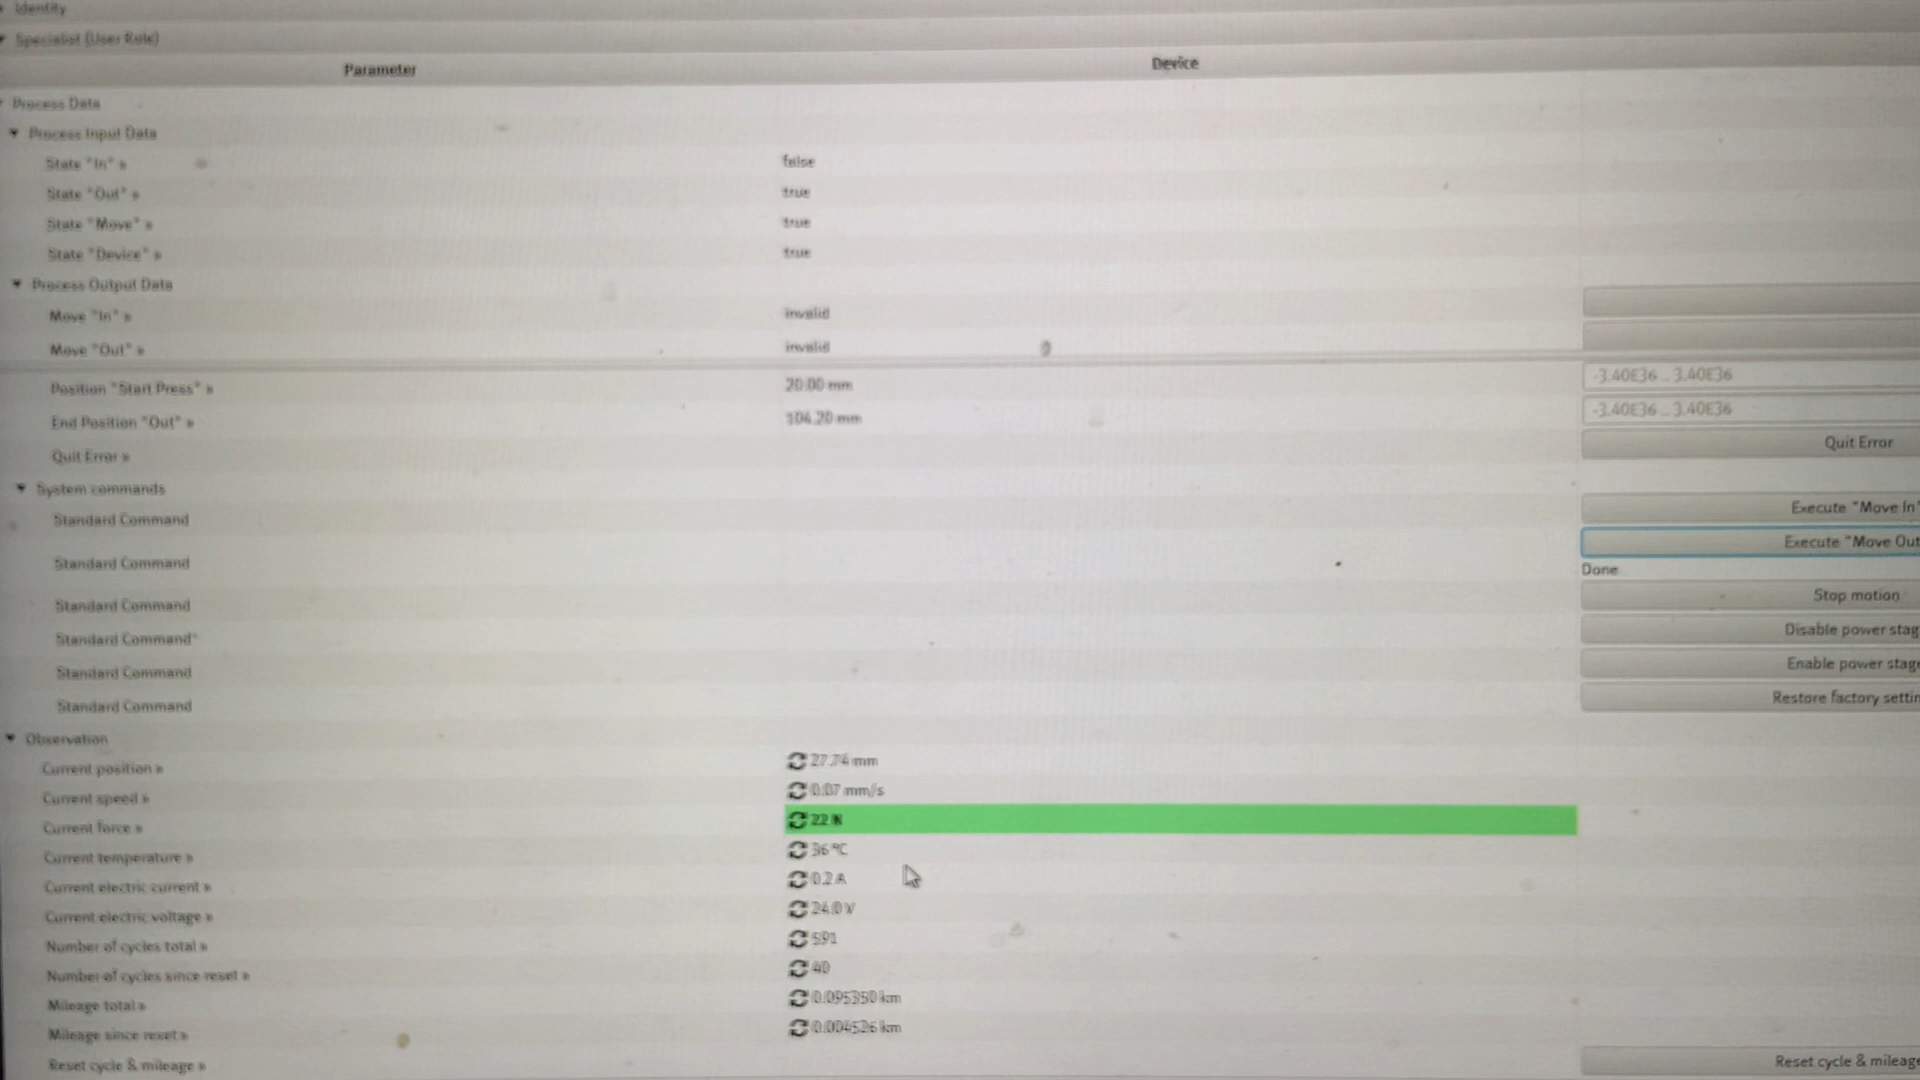 Identity
Specialist (User Role)
Parameter Device
Process Data
Process Input Data
State "In" » false
State "Out" » true
State "Move" » true
State "Device" » true
Process Output Data
Move "In" » invalid
Move "Out" » invalid
Position "Start Press" » 20.00 mm -3.40E36 .. 3.40E36
End Position "Out" » 104.20 mm -3.40E36 .. 3.40E36
Quit Error » Quit Error
System commands
Standard Command Execute "Move In"
Standard Command Execute "Move Out
Done
Standard Command Stop motion
Standard Command Disable power stag
Standard Command Enable power stage
Standard Command Restore factory settin
Observation
Current position » 27.74 mm
Current speed » 0.07 mm/s
Current force » 22 N
Current temperature » 36 °C
Current electric current » 0.2 A
Current electric voltage » 24.0 V
Number of cycles total » 591
Number of cycles since reset » 40
Mileage total » 0.095350 km
Mileage since reset » 0.004526 km
Reset cycle & mileage » Reset cycle & mileage